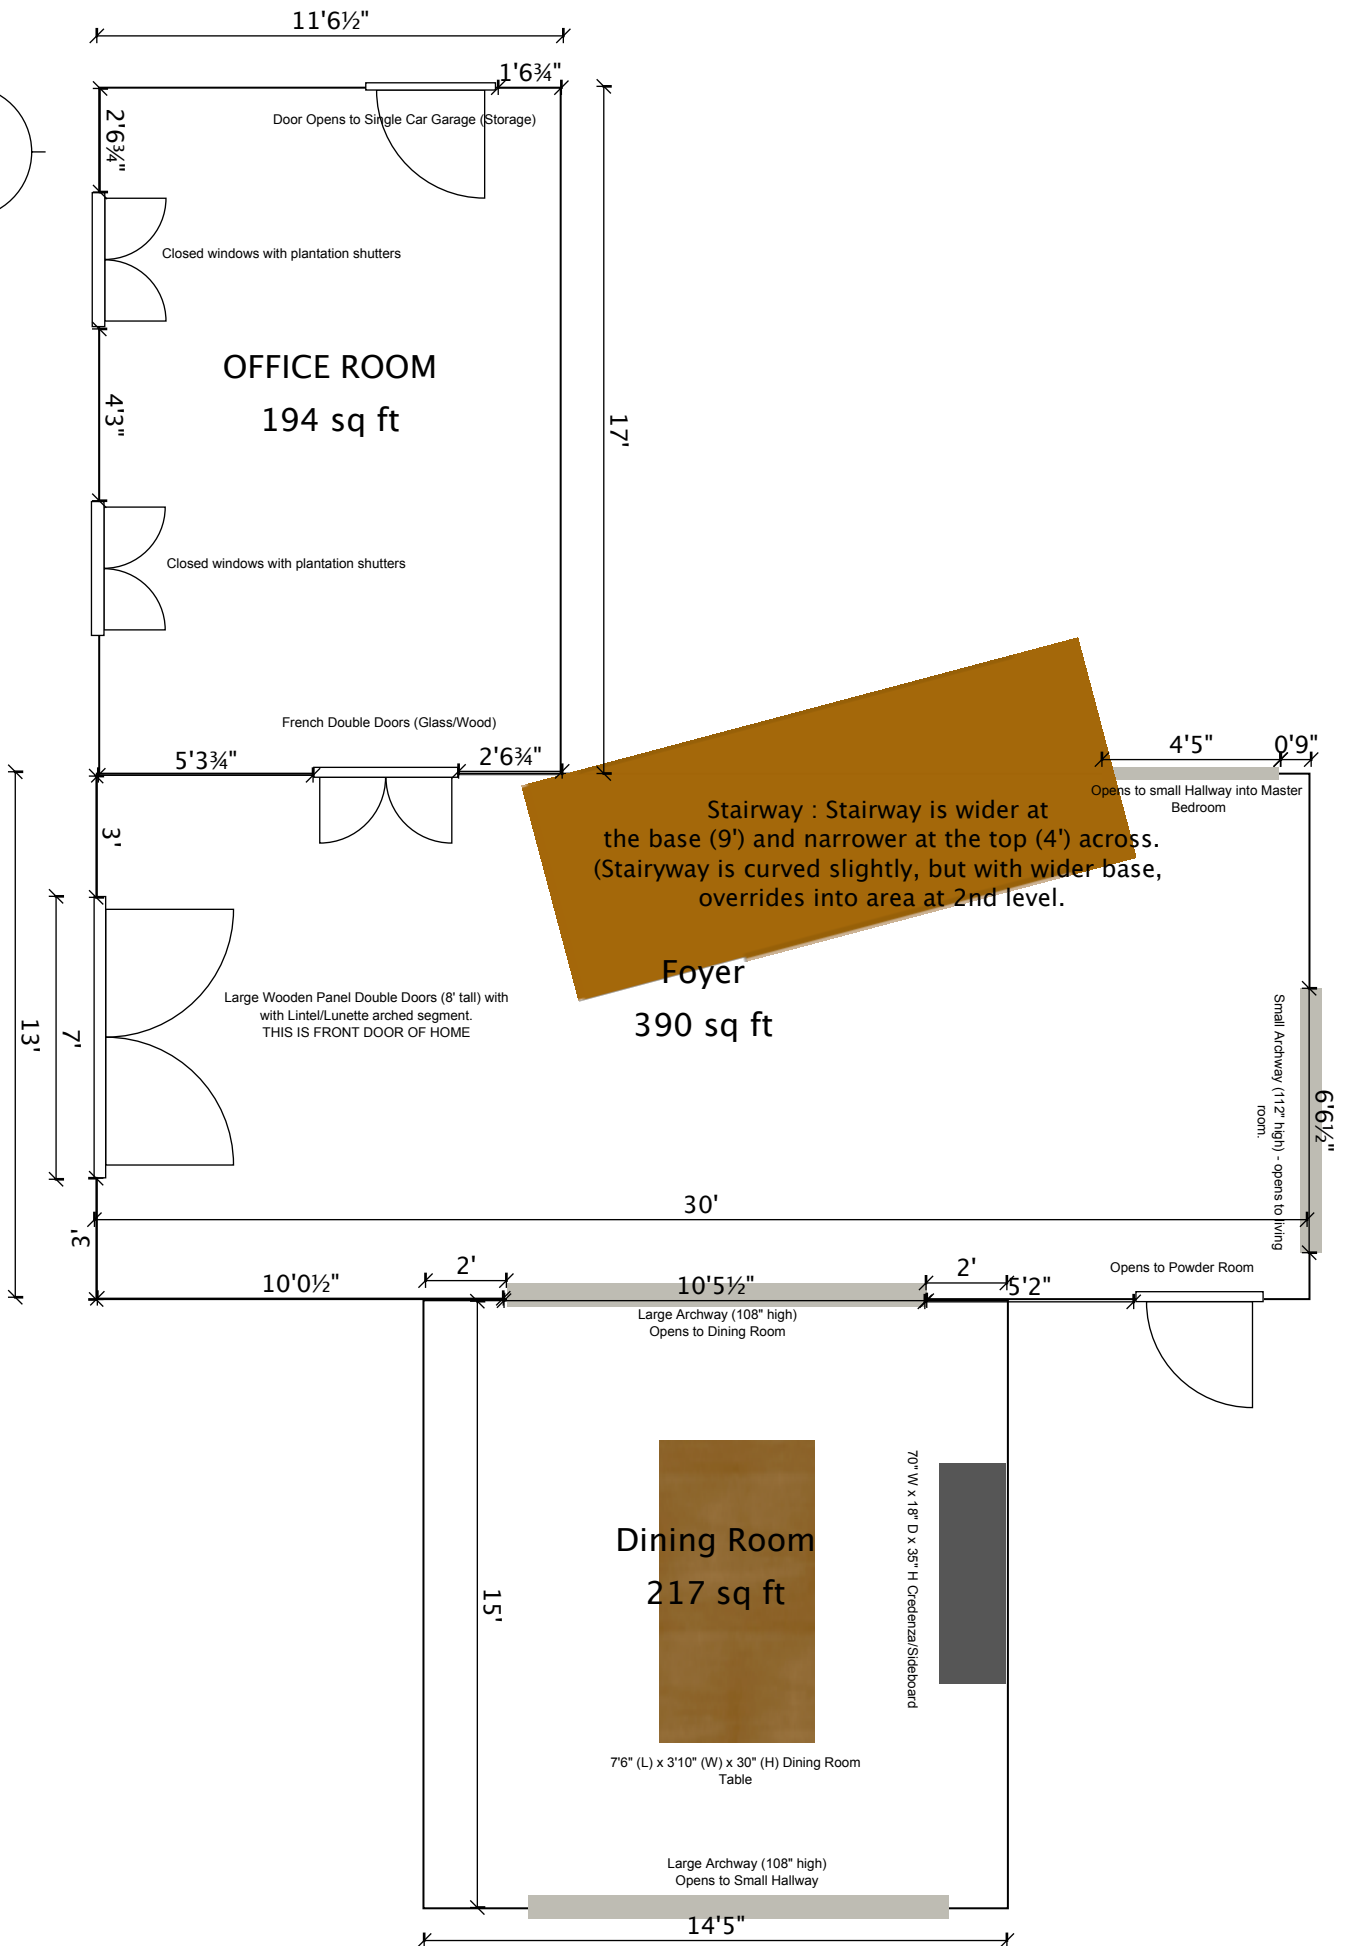 11'6½"
1'6¾"
Door Opens to Single Car Garage (Storage)
2'6¾"
Closed windows with plantation shutters
OFFICE ROOM
194 sq ft
4'3"
17'
Closed windows with plantation shutters
French Double Doors (Glass/Wood)
5'3¾"
2'6¾"
4'5"
0'9"
Opens to small Hallway into Master
Bedroom
Stairway : Stairway is wider at
the base (9') and narrower at the top (4') across.
(Stairyway is curved slightly, but with wider base,
overrides into area at 2nd level.
3'
Foyer
390 sq ft
Large Wooden Panel Double Doors (8' tall) with
with Lintel/Lunette arched segment.
THIS IS FRONT DOOR OF HOME
13'
7'
Small Archway (112" high) - opens to living
room.
6'6½"
30'
3'
10'0½"
2'
10'5½"
2'
5'2"
Opens to Powder Room
Large Archway (108" high)
Opens to Dining Room
70" W x 18" D x 35" H Credenza/Sideboard
Dining Room
217 sq ft
15'
7'6" (L) x 3'10" (W) x 30" (H) Dining Room
Table
Large Archway (108" high)
Opens to Small Hallway
14'5"